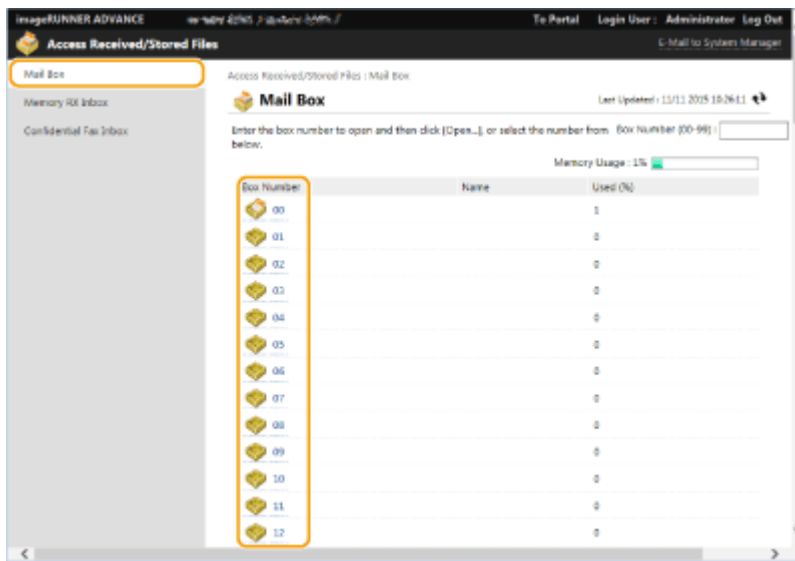 imageRUNNER ADVANCE To Portal Login User : Administrator Log Out
Access Received/Stored Files E-Mail to System Manager
Mail Box
Memory RX Inbox
Confidential Fax Inbox
Access Received/Stored Files : Mail Box
Mail Box Last Updated : 11/11 2015 10:26:11
Enter the box number to open and then click [Open...], or select the number from below. Box Number (00-99) :
Memory Usage : 1%
Box Number Name Used (%)
00 1
01 0
02 0
03 0
04 0
05 0
06 0
07 0
08 0
09 0
10 0
11 0
12 0